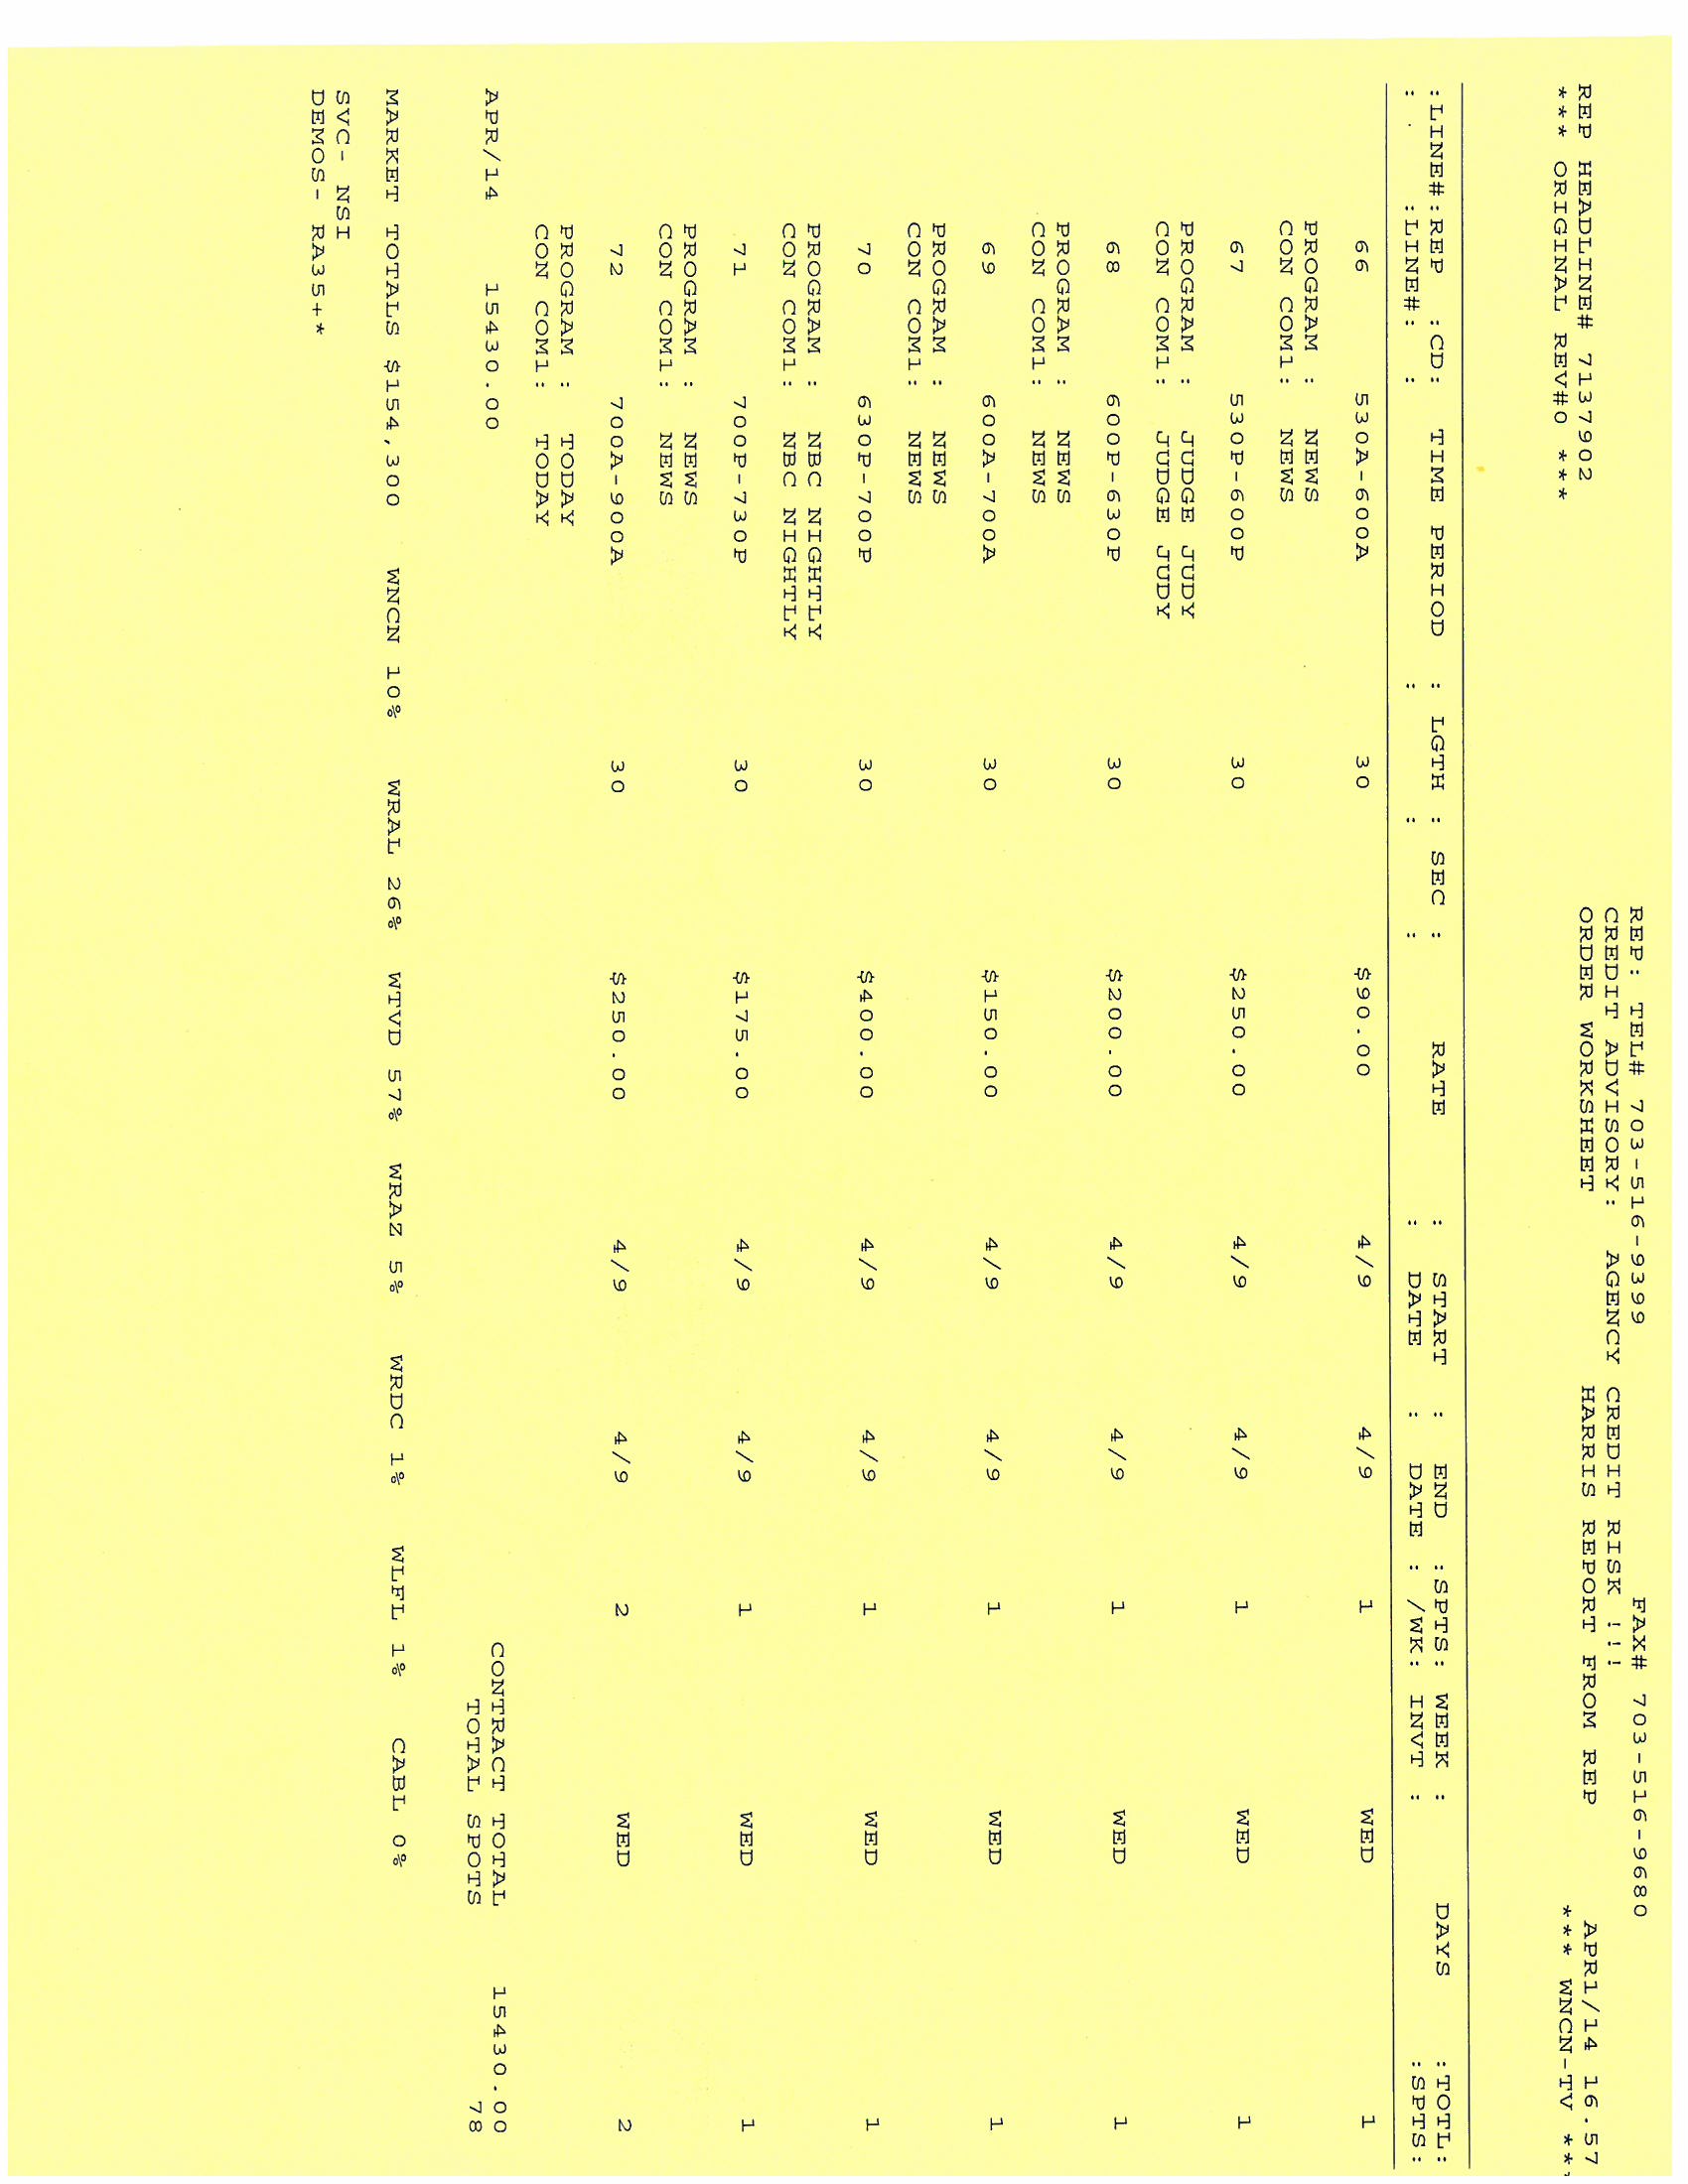 REP: TEL# 703-516-9399 FAX# 703-516-9680
CREDIT ADVISORY: AGENCY CREDIT RISK !!!
REP HEADLINE# 7137902 ORDER WORKSHEET HARRIS REPORT FROM REP APR1/14 16.57
*** ORIGINAL REV#0 *** *** WNCN-TV **
:LINE#:REP :CD: TIME PERIOD : LGTH : SEC : RATE : START : END :SPTS: WEEK : DAYS :TOTL:
: :LINE#: : : : : : DATE : DATE : /WK: INVT : :SPTS:
66 530A-600A 30 $90.00 4/9 4/9 1 WED 1
PROGRAM : NEWS
CON COM1: NEWS
67 530P-600P 30 $250.00 4/9 4/9 1 WED 1
PROGRAM : JUDGE JUDY
CON COM1: JUDGE JUDY
68 600P-630P 30 $200.00 4/9 4/9 1 WED 1
PROGRAM : NEWS
CON COM1: NEWS
69 600A-700A 30 $150.00 4/9 4/9 1 WED 1
PROGRAM : NEWS
CON COM1: NEWS
70 630P-700P 30 $400.00 4/9 4/9 1 WED 1
PROGRAM : NBC NIGHTLY
CON COM1: NBC NIGHTLY
71 700P-730P 30 $175.00 4/9 4/9 1 WED 1
PROGRAM : NEWS
CON COM1: NEWS
72 700A-900A 30 $250.00 4/9 4/9 2 WED 2
PROGRAM : TODAY
CON COM1: TODAY
APR/14 15430.00 CONTRACT TOTAL 15430.00
TOTAL SPOTS 78
MARKET TOTALS $154,300 WNCN 10% WRAL 26% WTVD 57% WRAZ 5% WRDC 1% WLFL 1% CABL 0%
SVC- NSI
DEMOS- RA35+*